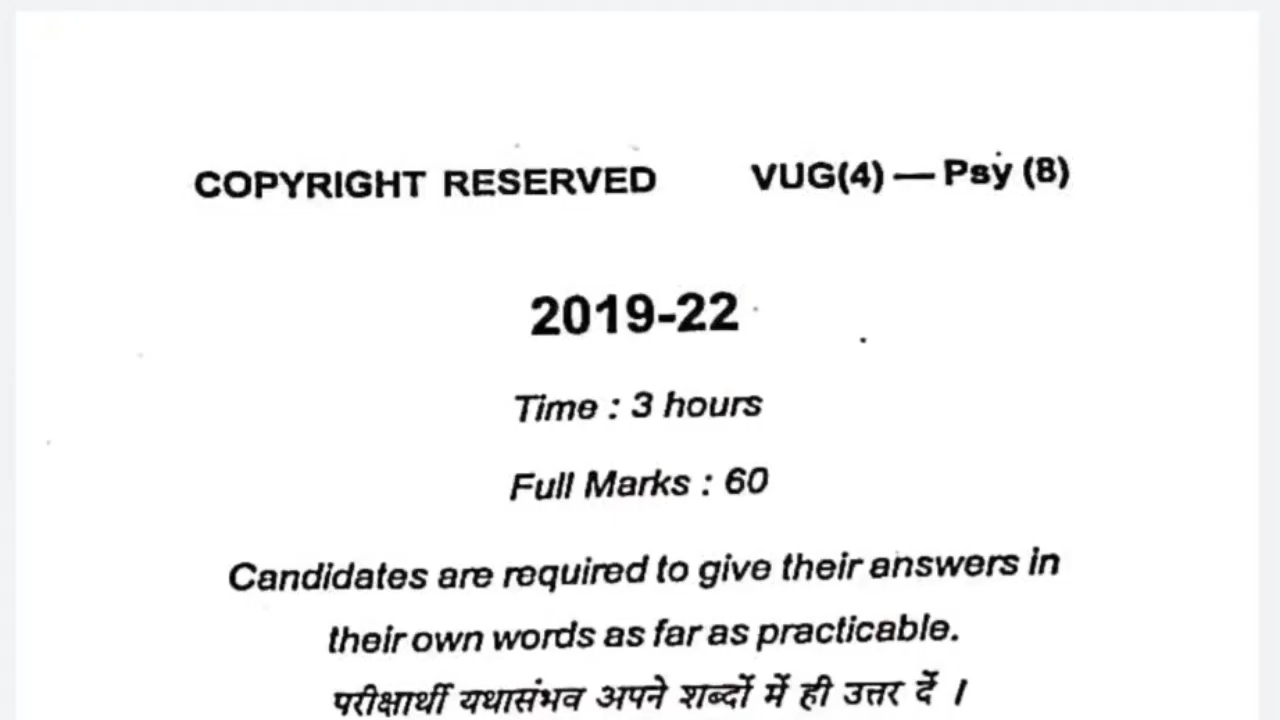 COPYRIGHT RESERVED VUG(4) — Psy (8)
2019-22
Time : 3 hours
Full Marks : 60
Candidates are required to give their answers in
their own words as far as practicable.
परीक्षार्थी यथासंभव अपने शब्दों में ही उत्तर दें ।